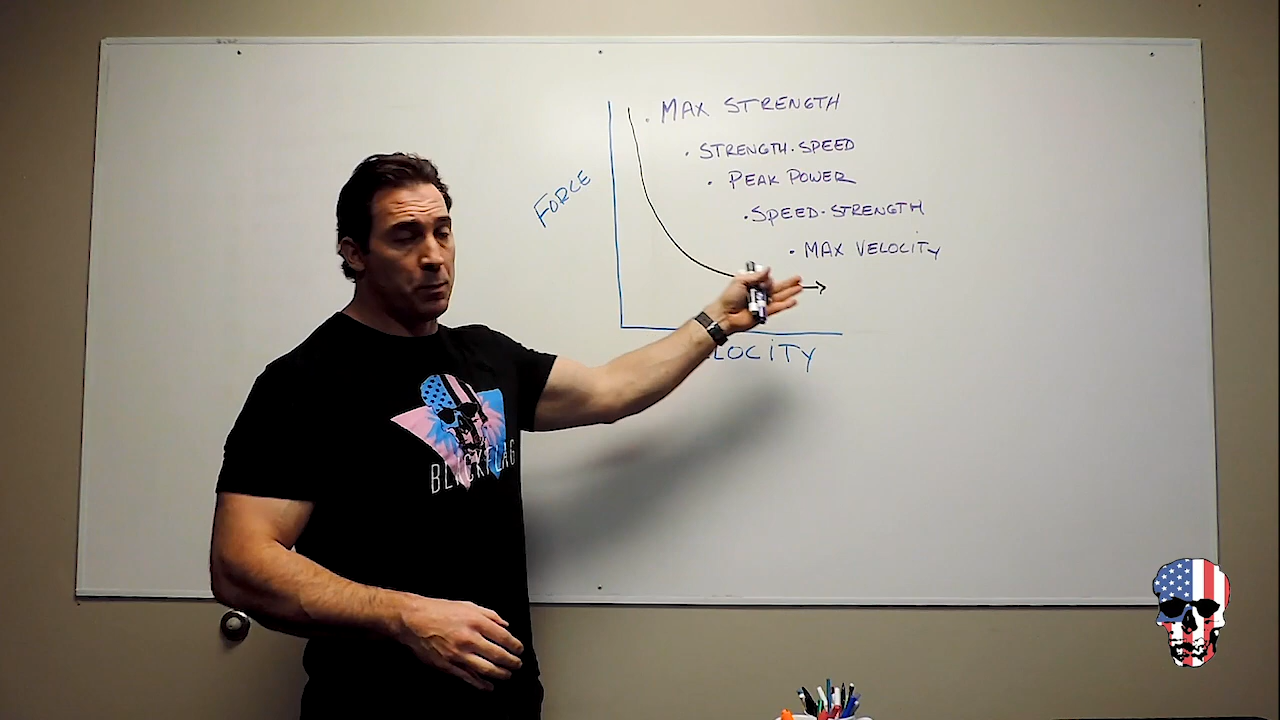 • MAX STRENGTH
• STRENGTH-SPEED
• PEAK POWER
• SPEED-STRENGTH
• MAX VELOCITY
FORCE
LOCITY
BLACKFLAG